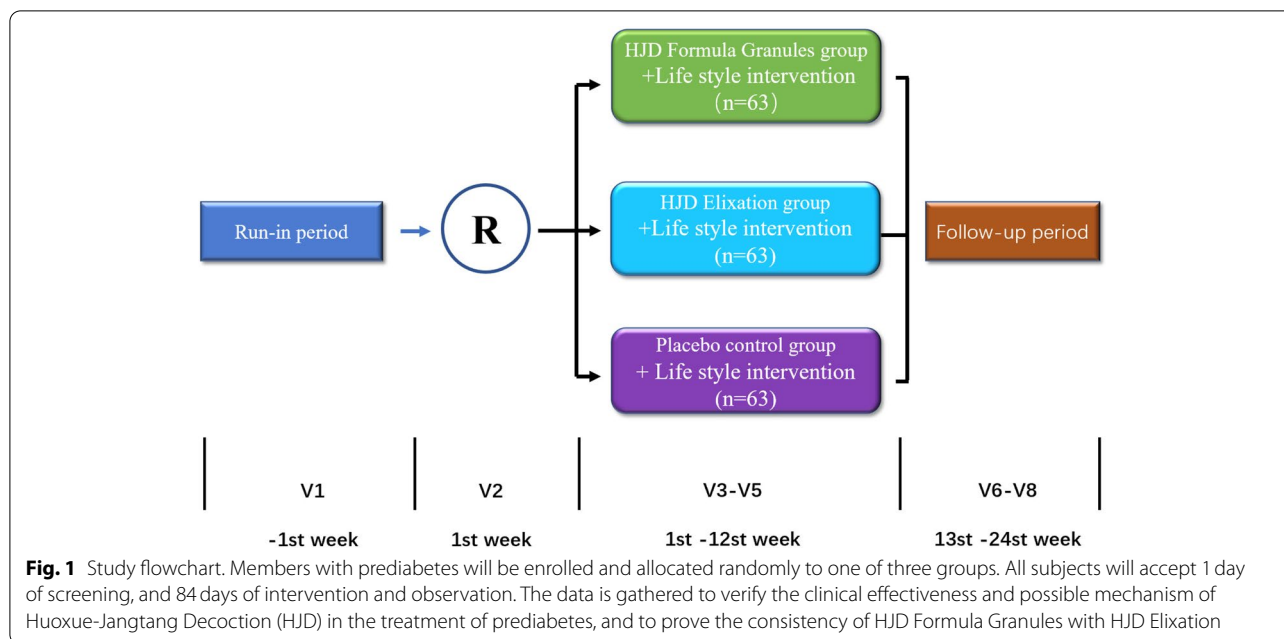 HJD Formula Granules group
+Life style intervention
(n=63)
Run-in period
R
HJD Elixation group
+Life style intervention
(n=63)
Follow-up period
Placebo control group
+ Life style intervention
(n=63)
V1
V2
V3-V5
V6-V8
-1st week
1st week
1st -12st week
13st -24st week
Fig. 1 Study flowchart. Members with prediabetes will be enrolled and allocated randomly to one of three groups. All subjects will accept 1 day
of screening, and 84 days of intervention and observation. The data is gathered to verify the clinical effectiveness and possible mechanism of
Huoxue-Jangtang Decoction (HJD) in the treatment of prediabetes, and to prove the consistency of HJD Formula Granules with HJD Elixation